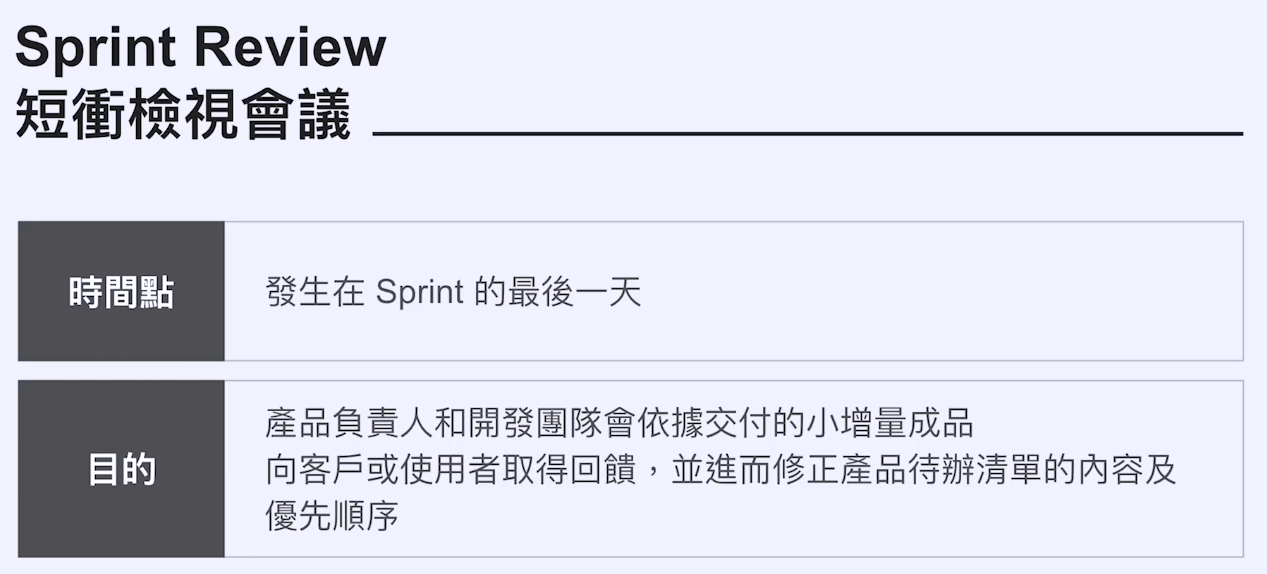 Sprint Review
短衝檢視會議
時間點
發生在 Sprint 的最後一天
目的
產品負責人和開發團隊會依據交付的小增量成品
向客戶或使用者取得回饋，並進而修正產品待辦清單的內容及
優先順序